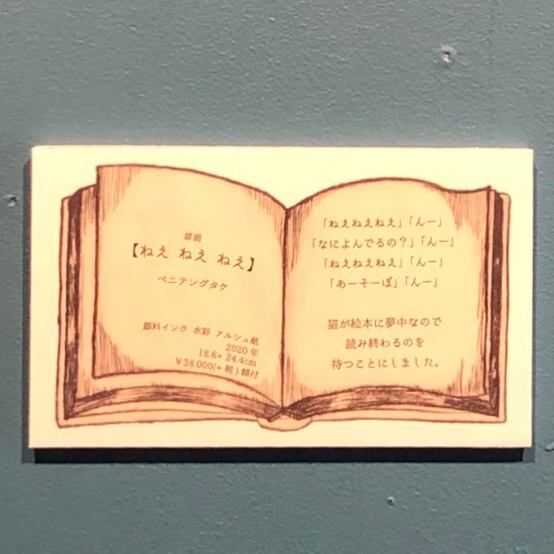 原画
【ねえ ねえ ねえ】
ベニテングタケ
顔料インク 水彩 アルシュ紙
2020年
18.6×24.4cm
￥38.000(+税)額付
「ねえねえねえ」「んー」
「なによんでるの?」「んー」
「ねえねえねえ」「んー」
「あーそーぼ」「んー」
猫が絵本に夢中なので
読み終わるのを
待つことにしました。